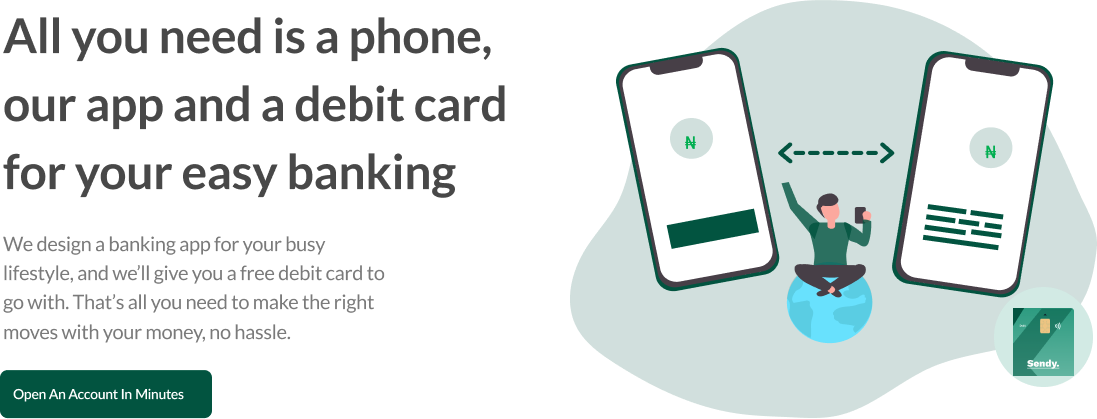 All you need is a phone,
our app and a debit card
for your easy banking
We design a banking app for your busy
lifestyle, and we’ll give you a free debit card to
go with. That’s all you need to make the right
moves with your money, no hassle.
Open An Account In Minutes
₦
₦
Sendy.